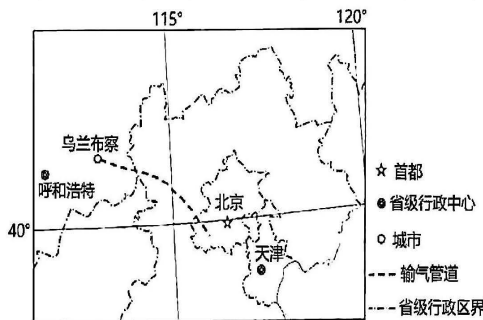 115°
120°
乌兰布察
呼和浩特
北京
40°
天津
首都
省级行政中心
城市
输气管道
省级行政区界